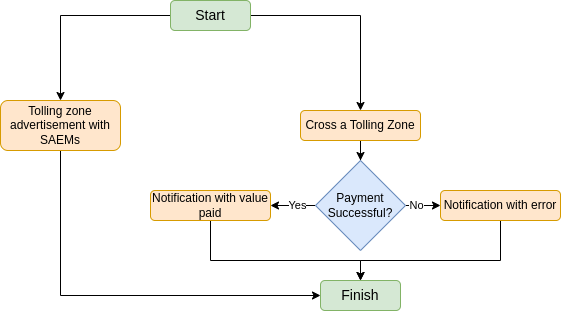 Start
Tolling zone
advertisement with
SAEMs
Cross a Tolling Zone
Payment
Successful?
Yes
No
Notification with value
paid
Notification with error
Finish